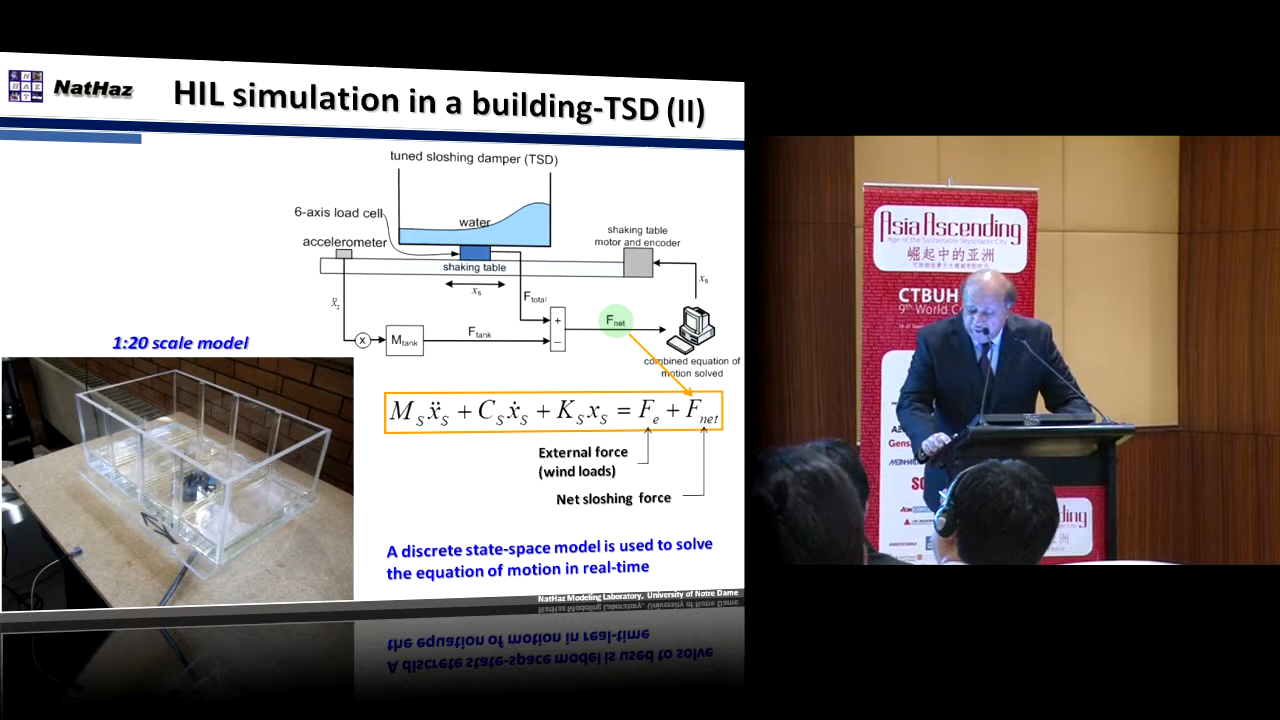 NatHaz
HIL simulation in a building-TSD (II)
tuned sloshing damper (TSD)
6-axis load cell
water
accelerometer
shaking table
motor and encoder
shaking table
xₛ
xₛ
F_total
F_net
F_tank
x
M_tank
+
−
combined equation of
motion solved
1:20 scale model
M_S ẍ_S + C_S ẋ_S + K_S x_S = F_e + F_net
External force
(wind loads)
Net sloshing force
A discrete state-space model is used to solve
the equation of motion in real-time
NatHaz Modeling Laboratory, University of Notre Dame
Asia Ascending
Age of the Sustainable Skyscraper City
崛起中的亚洲
CTBUH
9th World